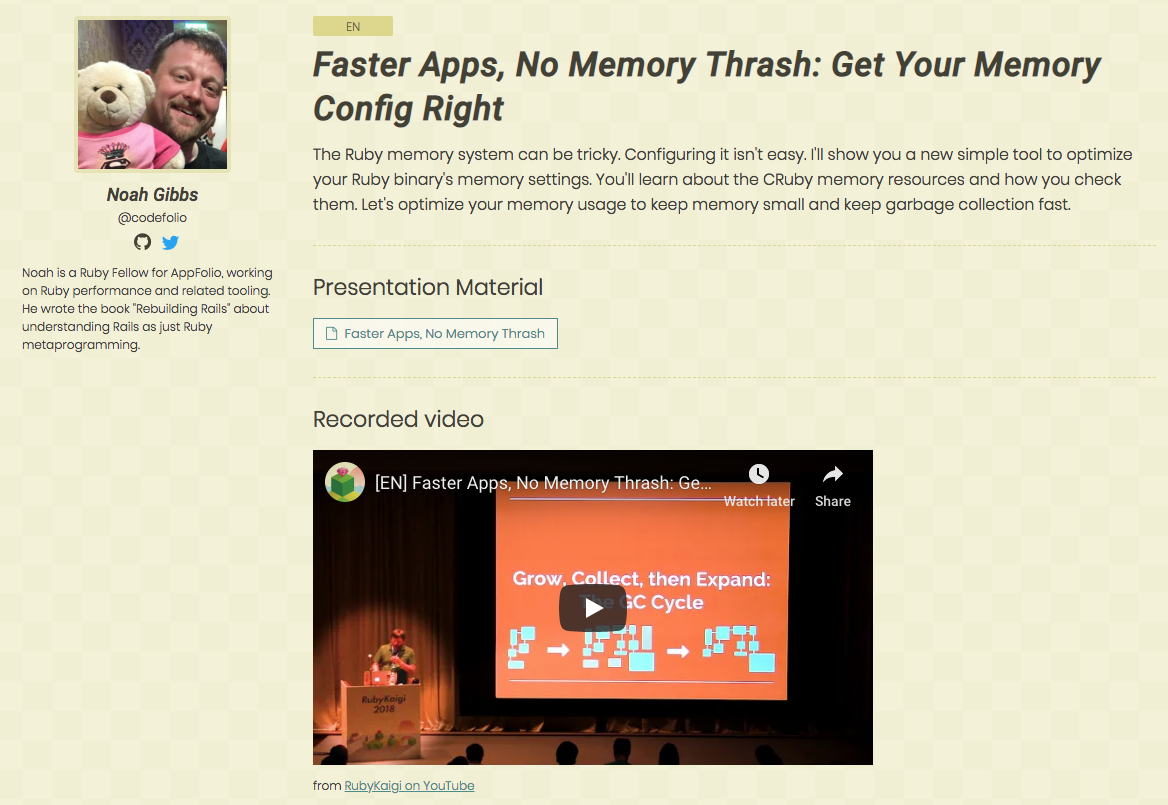 EN
Faster Apps, No Memory Thrash: Get Your Memory
Config Right
The Ruby memory system can be tricky. Configuring it isn't easy. I'll show you a new simple tool to optimize
your Ruby binary's memory settings. You'll learn about the CRuby memory resources and how you check
them. Let's optimize your memory usage to keep memory small and keep garbage collection fast.
Noah Gibbs
@codefolio
Noah is a Ruby Fellow for AppFolio, working
on Ruby performance and related tooling.
He wrote the book "Rebuilding Rails" about
understanding Rails as just Ruby
metaprogramming.
Presentation Material
Faster Apps, No Memory Thrash
Recorded video
[EN] Faster Apps, No Memory Thrash: Ge...
Watch later
Share
Grow, Collect, then Expand:
The GC Cycle
RubyKaigi
2018
from RubyKaigi on YouTube